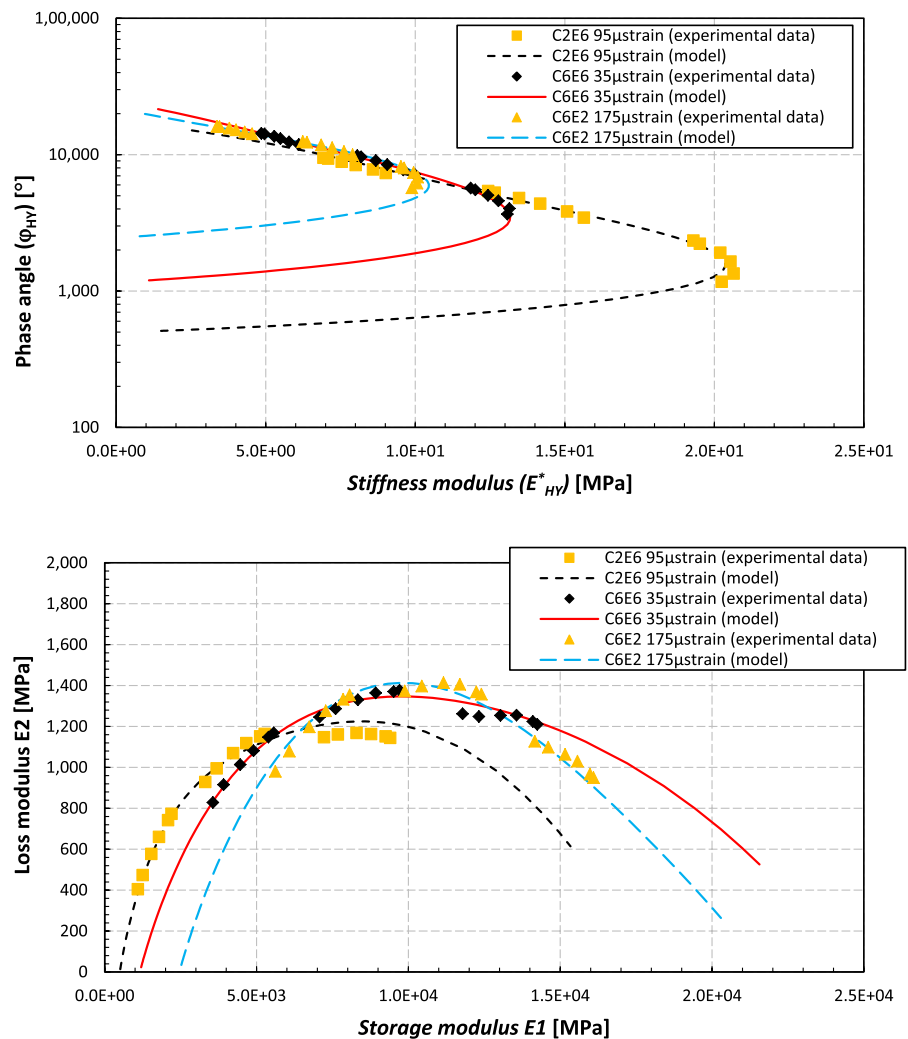 1,00,000
10,000
1,000
100
Phase angle (φHY) [°]
C2E6 95µstrain (experimental data)
C2E6 95µstrain (model)
C6E6 35µstrain (experimental data)
C6E6 35µstrain (model)
C6E2 175µstrain (experimental data)
C6E2 175µstrain (model)
0.0E+00 5.0E+00 1.0E+01 1.5E+01 2.0E+01 2.5E+01
Stiffness modulus (E*HY) [MPa]
2,000
1,800
1,600
1,400
1,200
1,000
800
600
400
200
0
Loss modulus E2 [MPa]
C2E6 95µstrain (experimental data)
C2E6 95µstrain (model)
C6E6 35µstrain (experimental data)
C6E6 35µstrain (model)
C6E2 175µstrain (experimental data)
C6E2 175µstrain (model)
0.0E+00 5.0E+03 1.0E+04 1.5E+04 2.0E+04 2.5E+04
Storage modulus E1 [MPa]